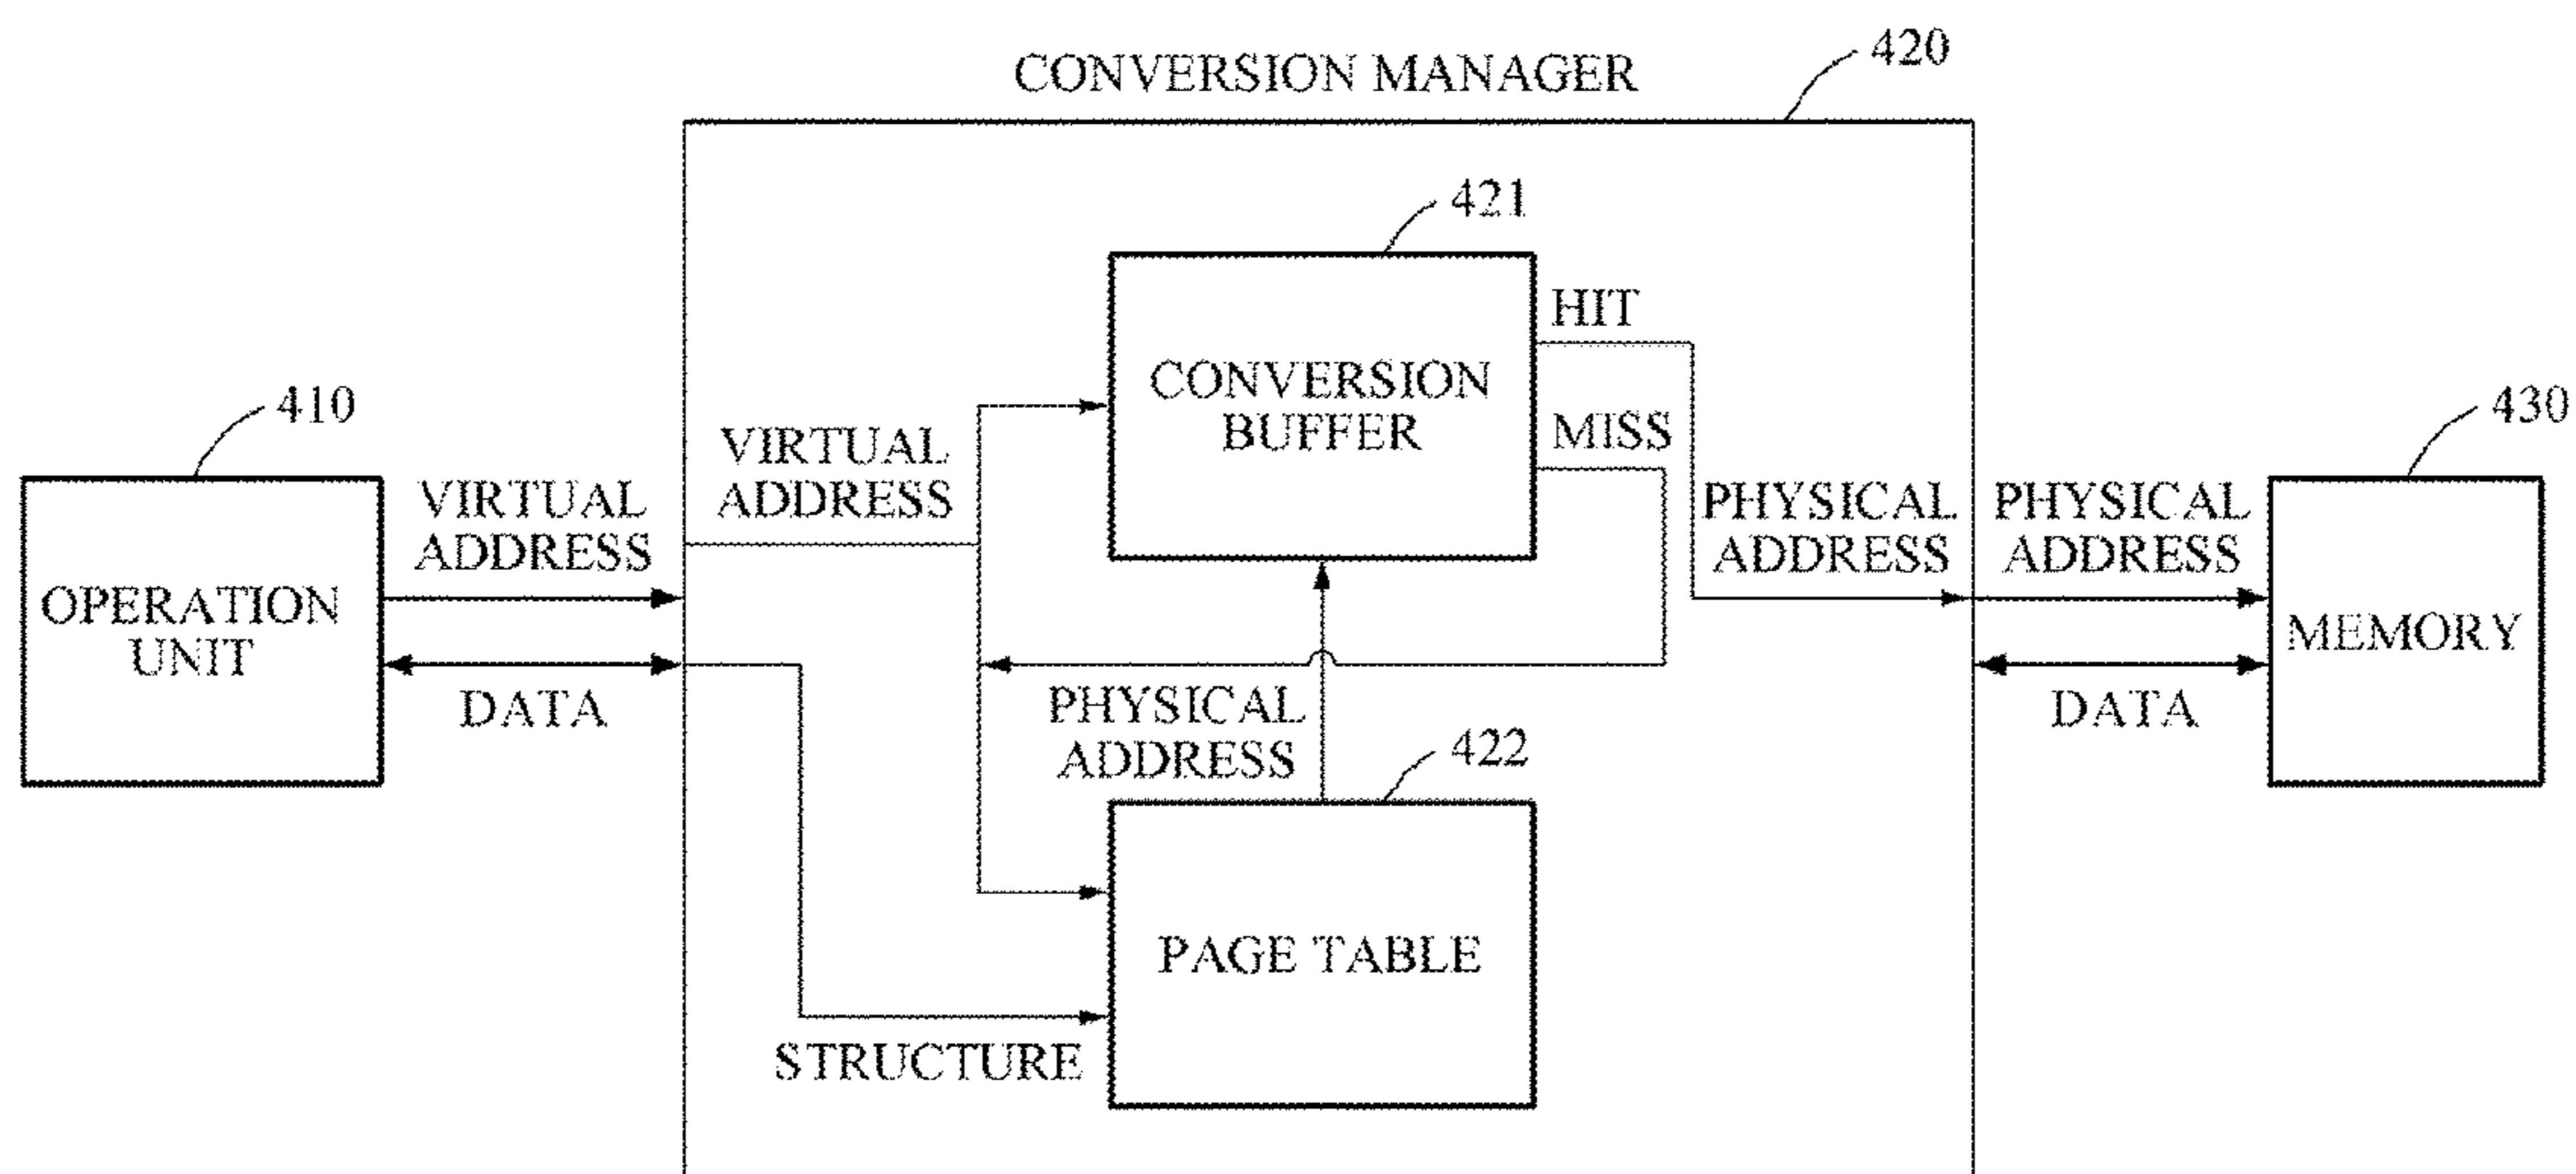 420
CONVERSION MANAGER
421
HIT
CONVERSION
BUFFER
MISS
410
VIRTUAL
ADDRESS
430
VIRTUAL
ADDRESS
PHYSICAL
ADDRESS
PHYSICAL
ADDRESS
OPERATION
UNIT
MEMORY
DATA
PHYSICAL
ADDRESS
DATA
422
PAGE TABLE
STRUCTURE